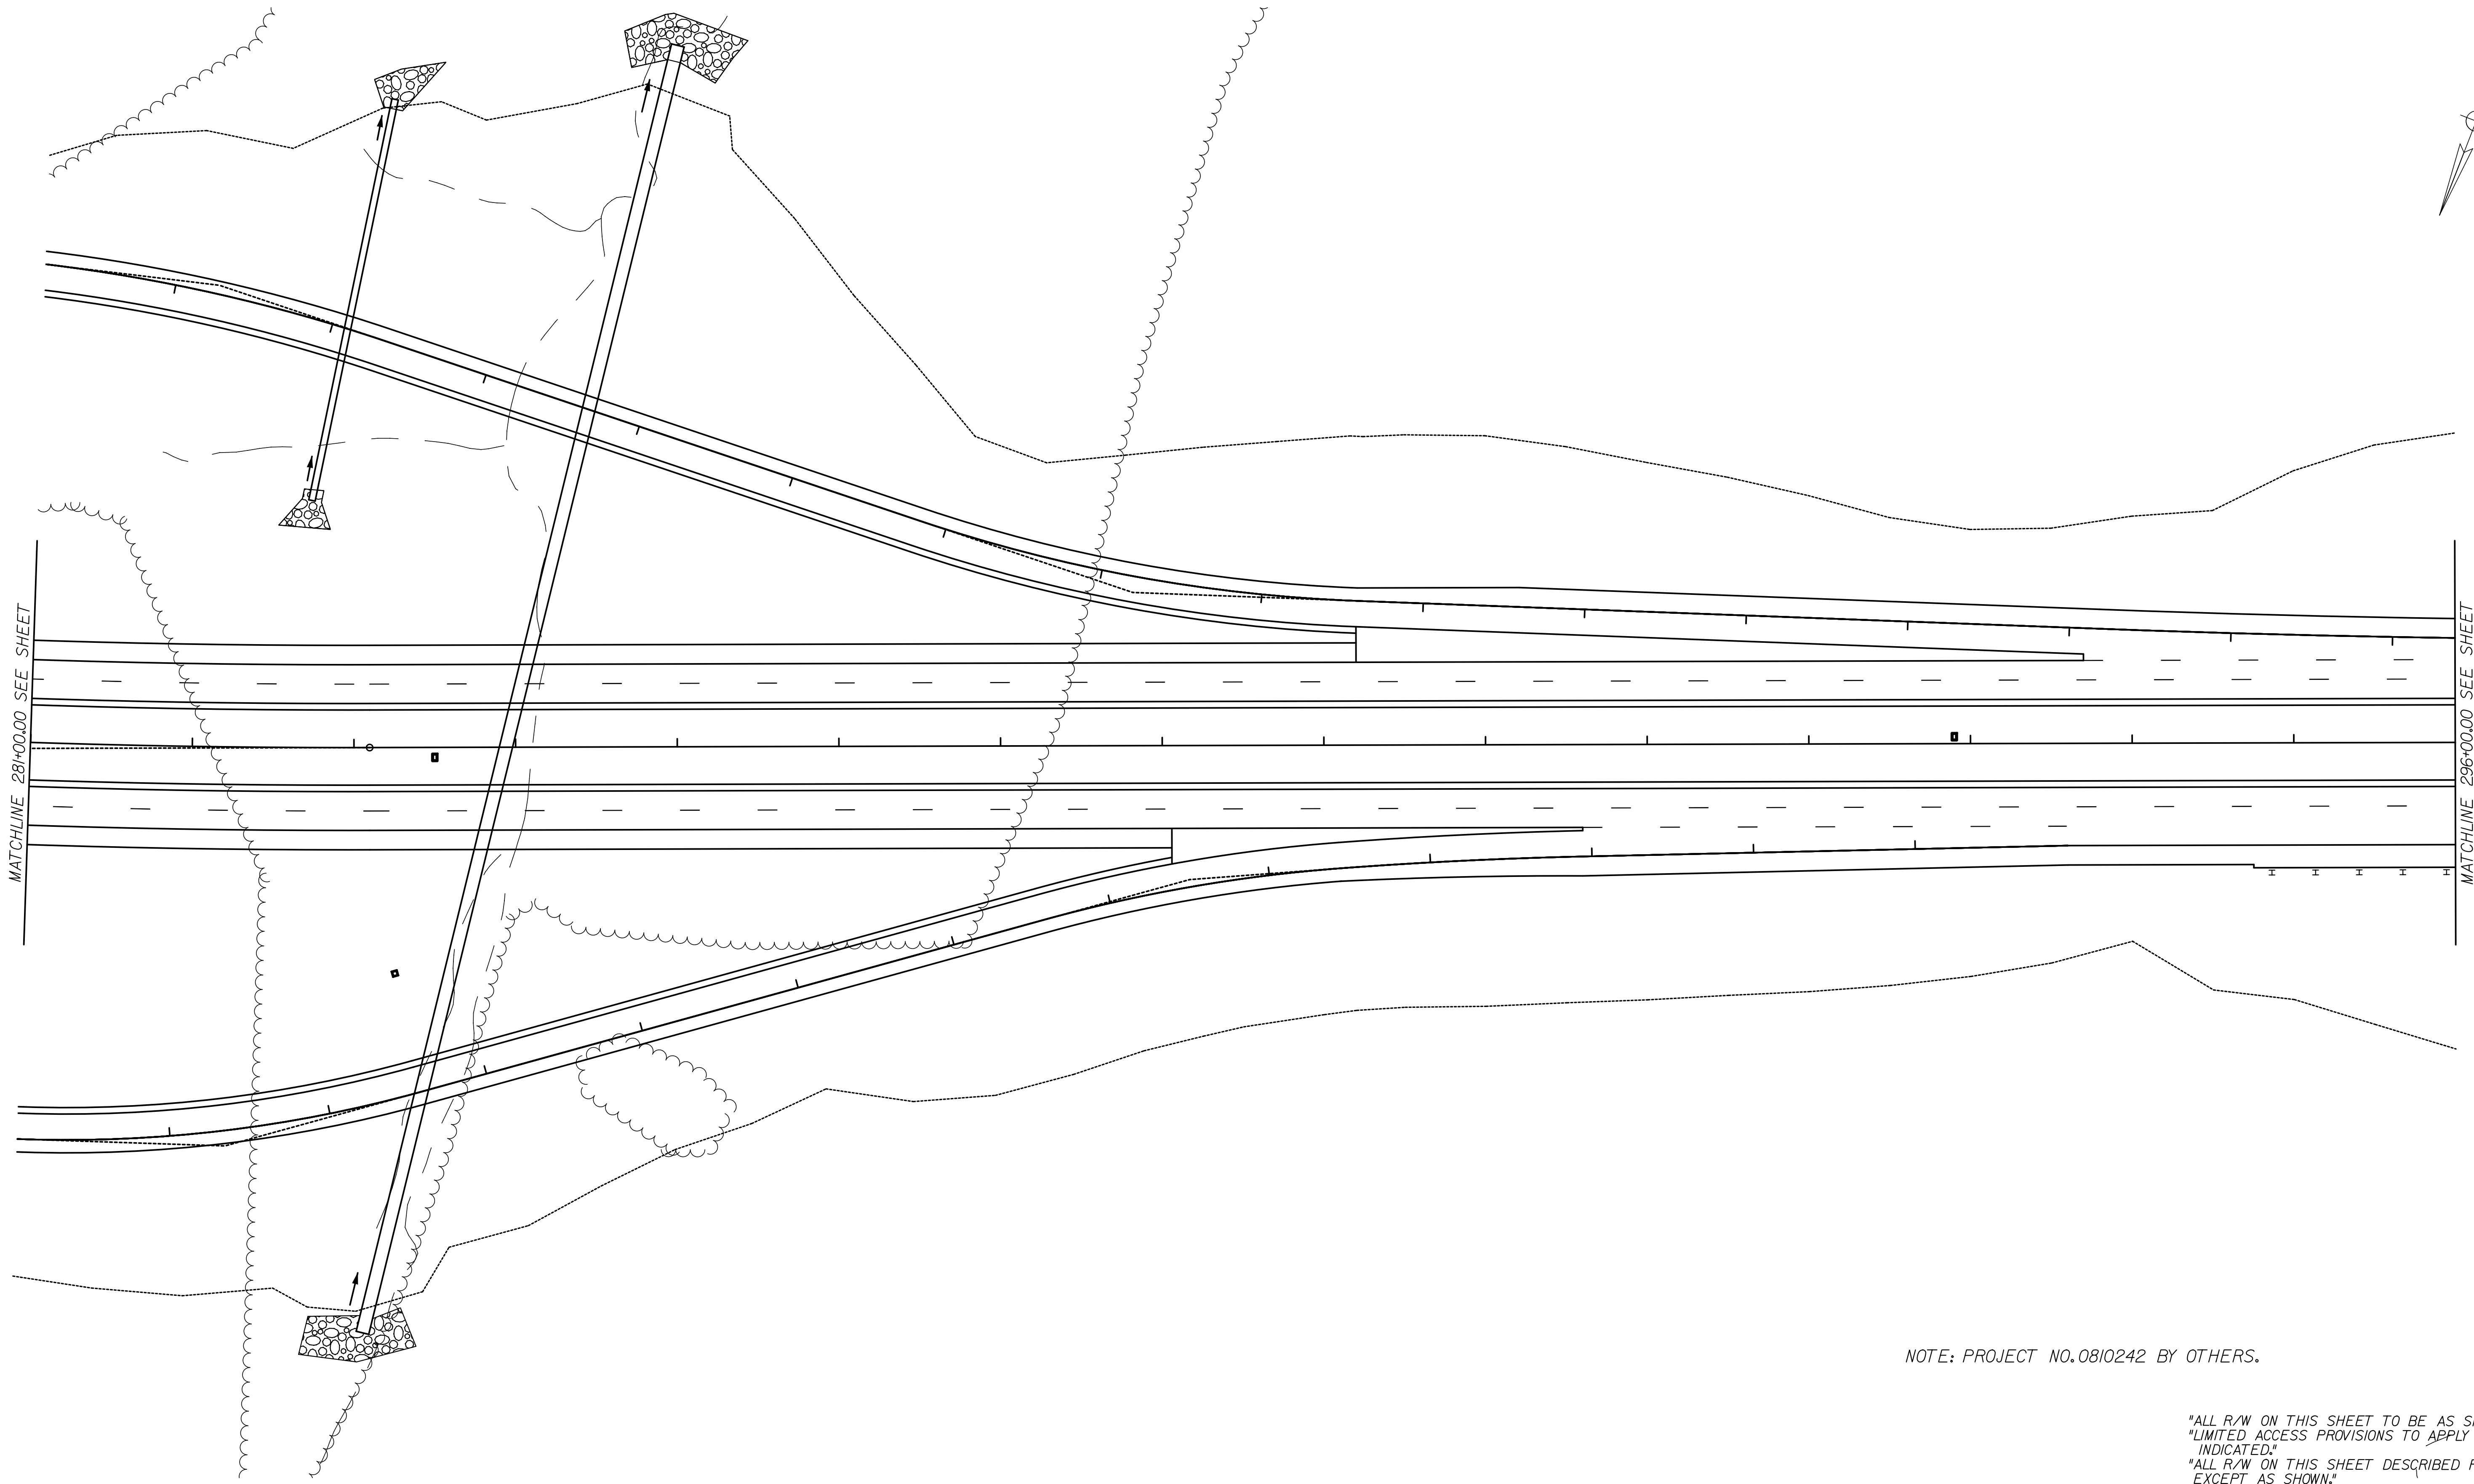 MATCHLINE 281+00.00 SEE SHEET
MATCHLINE 296+00.00 SEE SHEET
NOTE: PROJECT NO. 0810242 BY OTHERS.
"ALL R/W ON THIS SHEET TO BE AS
"LIMITED ACCESS PROVISIONS TO APPLY
INDICATED."
"ALL R/W ON THIS SHEET DESCRIBED
EXCEPT AS SHOWN."